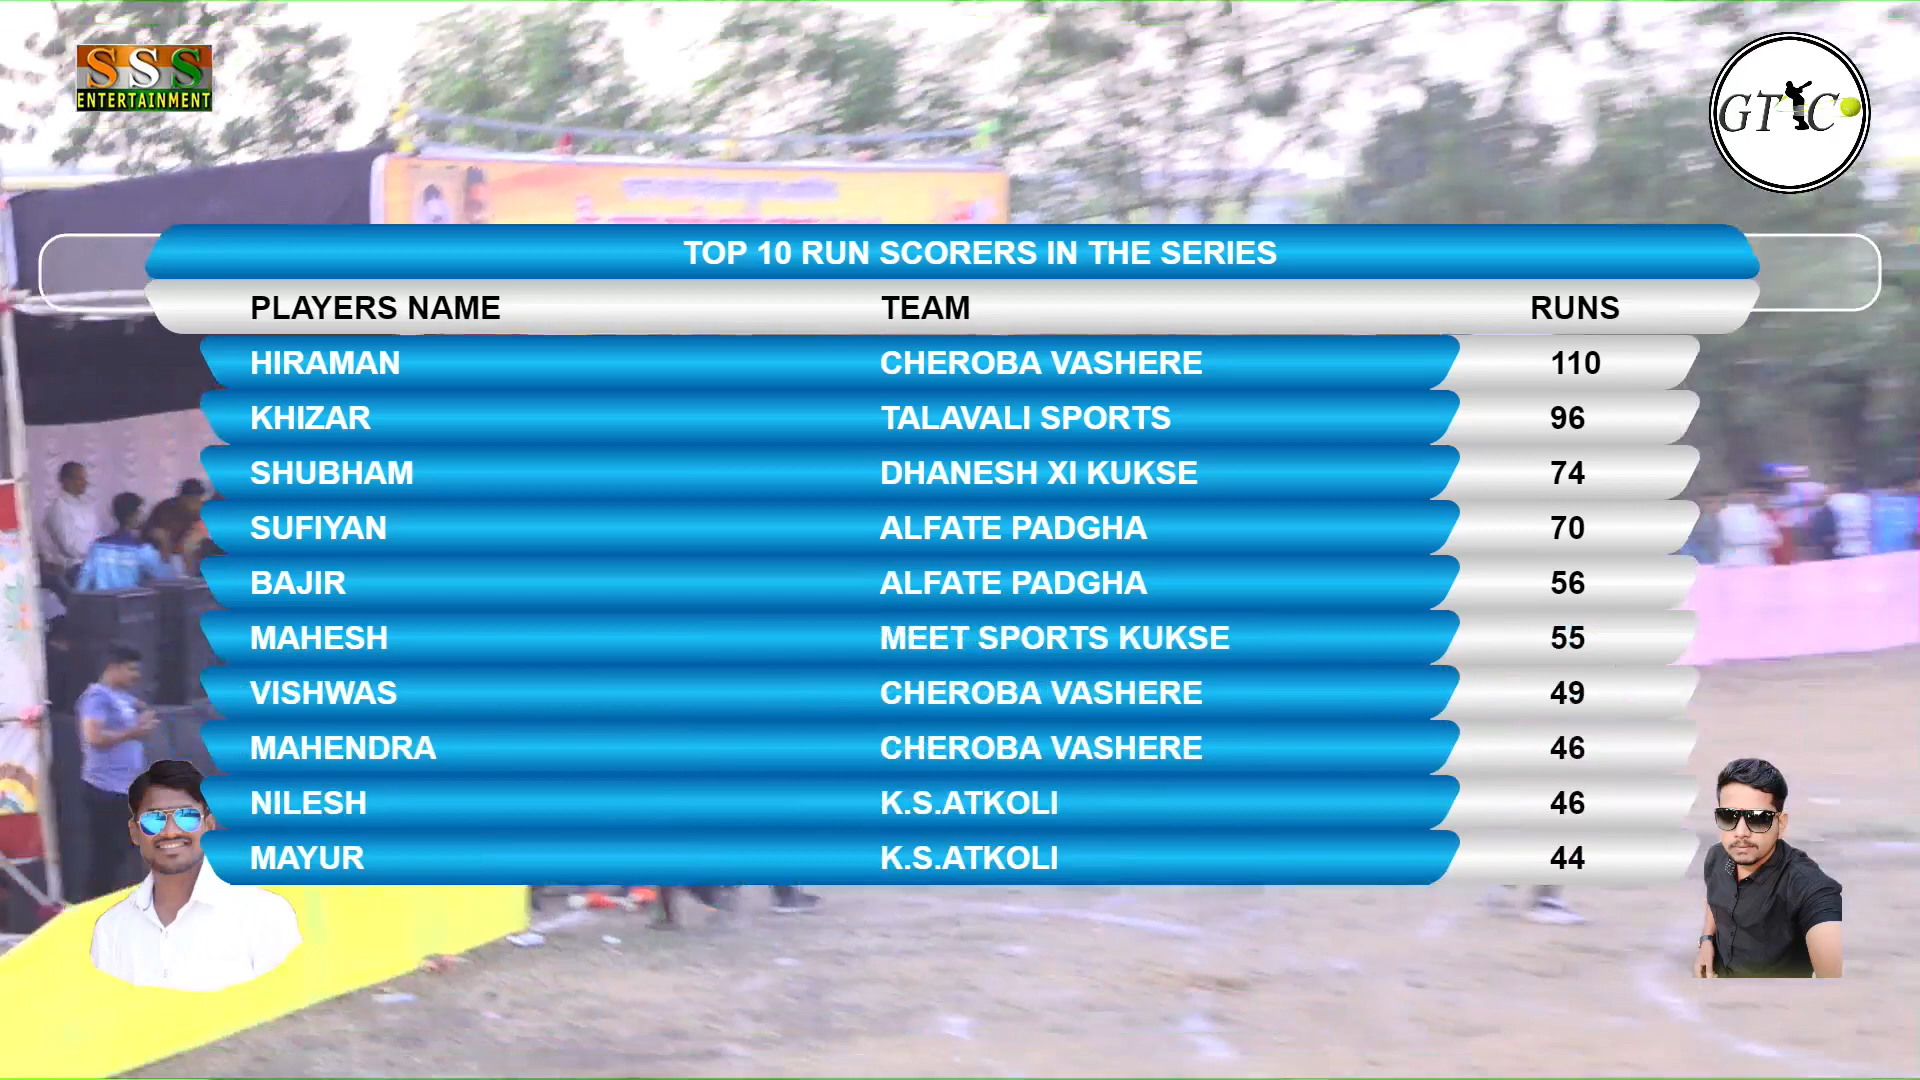 SSS
ENTERTAINMENT
GTC
TOP 10 RUN SCORERS IN THE SERIES
PLAYERS NAME TEAM RUNS
HIRAMAN CHEROBA VASHERE 110
KHIZAR TALAVALI SPORTS 96
SHUBHAM DHANESH XI KUKSE 74
SUFIYAN ALFATE PADGHA 70
BAJIR ALFATE PADGHA 56
MAHESH MEET SPORTS KUKSE 55
VISHWAS CHEROBA VASHERE 49
MAHENDRA CHEROBA VASHERE 46
NILESH K.S.ATKOLI 46
MAYUR K.S.ATKOLI 44